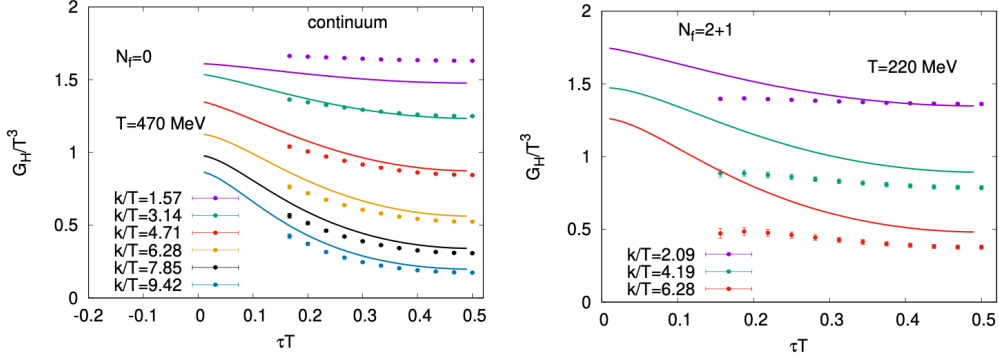 continuum
N_f=0
T=470 MeV
k/T=1.57
k/T=3.14
k/T=4.71
k/T=6.28
k/T=7.85
k/T=9.42
G_H/T^3
2
1.5
1
0.5
0
-0.2 -0.1 0 0.1 0.2 0.3 0.4 0.5
τT
N_f=2+1
T=220 MeV
k/T=2.09
k/T=4.19
k/T=6.28
G_H/T^3
2
1.5
1
0.5
0
0 0.1 0.2 0.3 0.4 0.5
τT